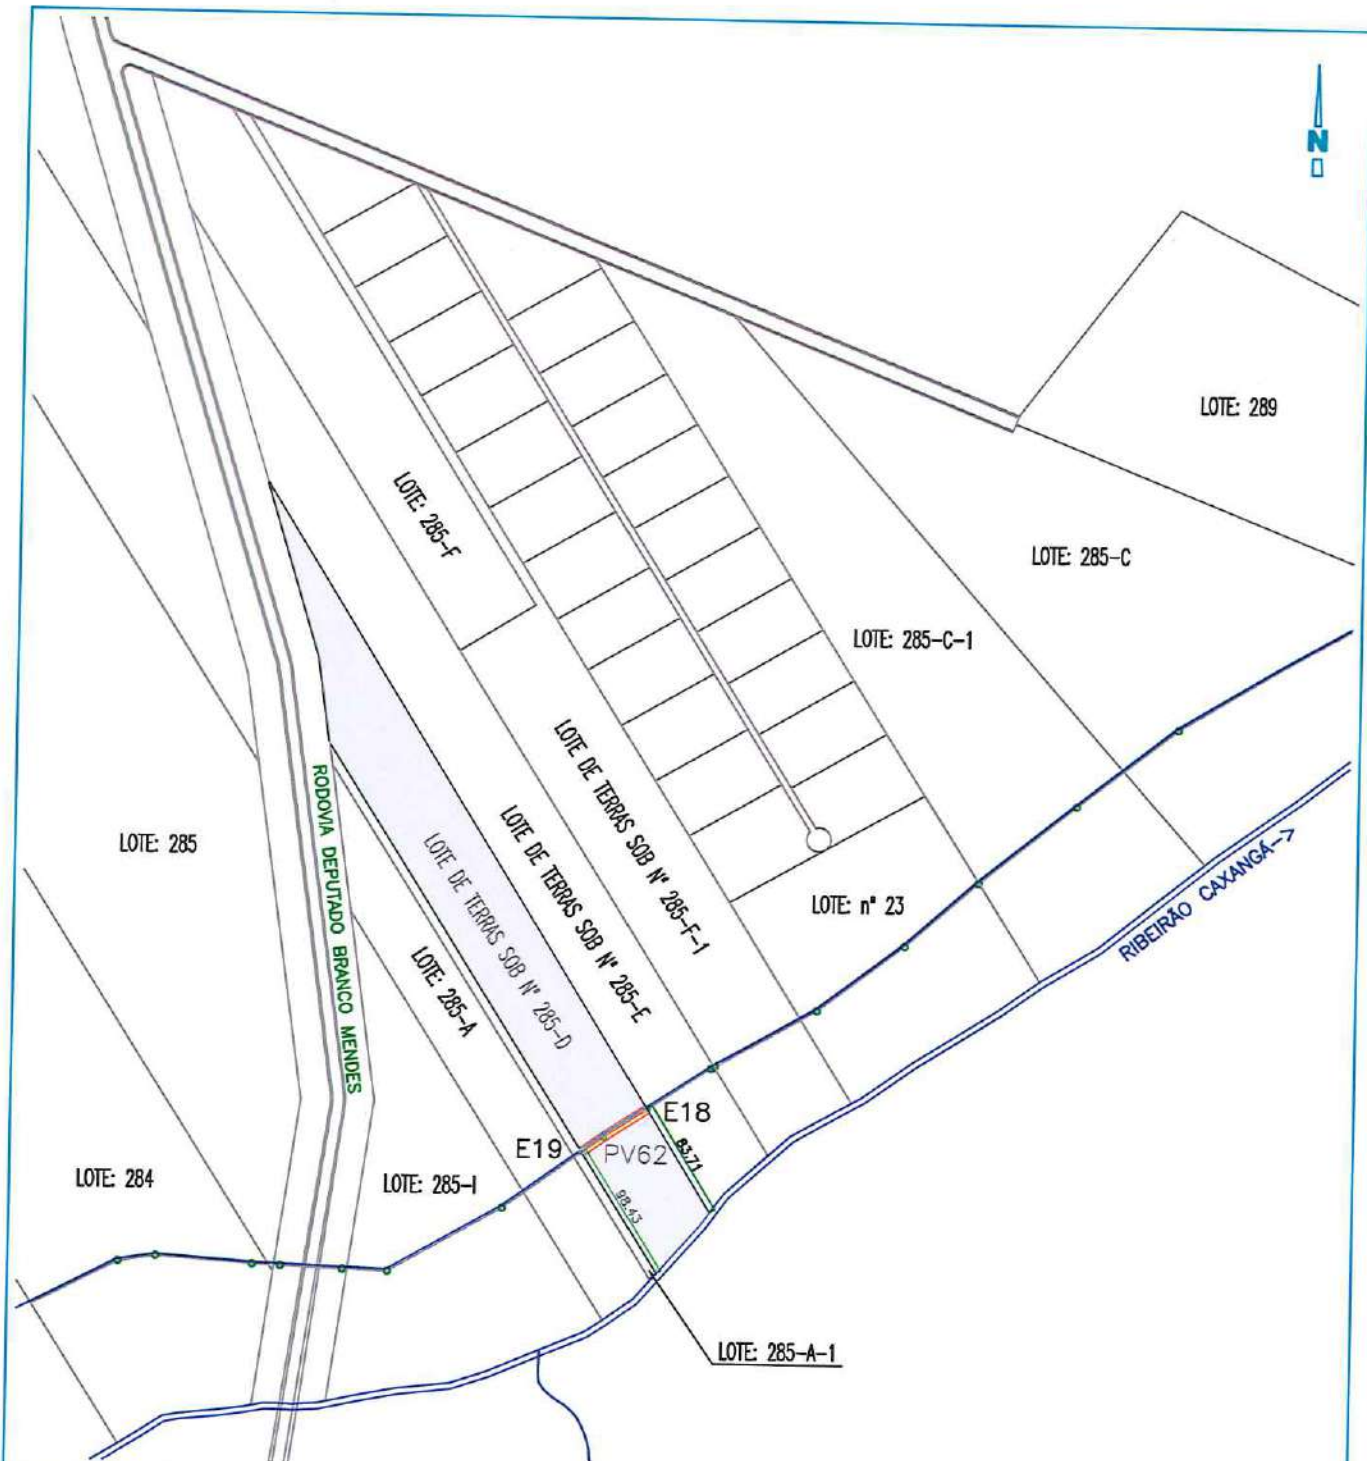 N
LOTE: 289
LOTE: 285-F
LOTE: 285-C
LOTE: 285-C-1
LOTE DE TERRAS SOB Nº 285-F-1
RODOVIA DEPUTADO BRANCO MENDES
LOTE: 285
LOTE DE TERRAS SOB Nº 285-E
LOTE DE TERRAS SOB Nº 285-D
LOTE: nº 23
RIBEIRÃO CAXANGÁ->
LOTE: 285-A
E18
E19
PV62
83.71
LOTE: 284
LOTE: 285-I
98.43
LOTE: 285-A-1